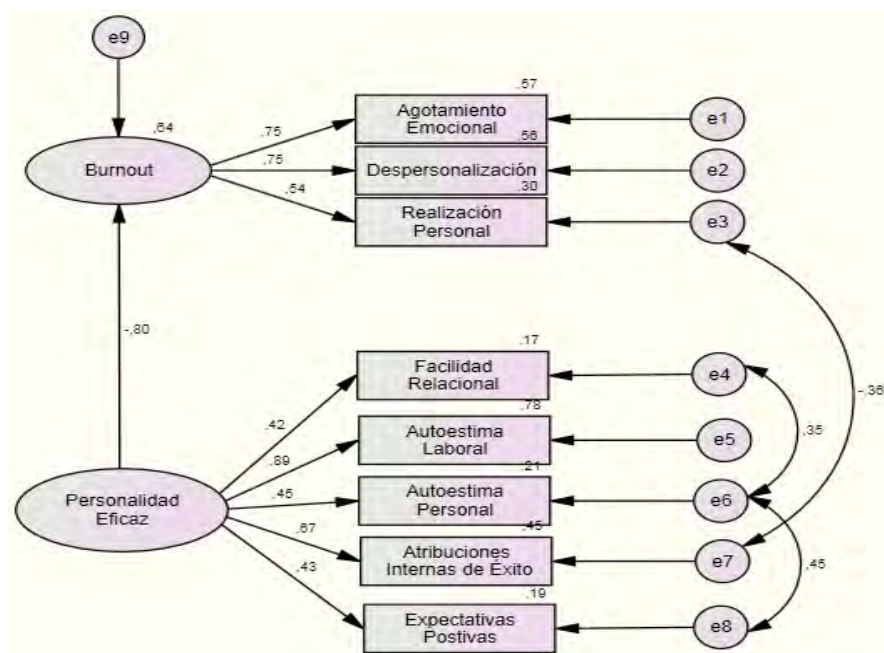 e9
,64
Burnout
,75
,75
,54
,57
Agotamiento
Emocional
,56
Despersonalización
,30
Realización
Personal
e1
e2
e3
-,80
-,36
,17
Facilidad
Relacional
,78
Autoestima
Laboral
,21
Autoestima
Personal
,45
Atribuciones
Internas de Éxito
,19
Expectativas
Postivas
,42
,89
,45
,67
,43
Personalidad
Eficaz
e4
e5
e6
e7
e8
,35
,45